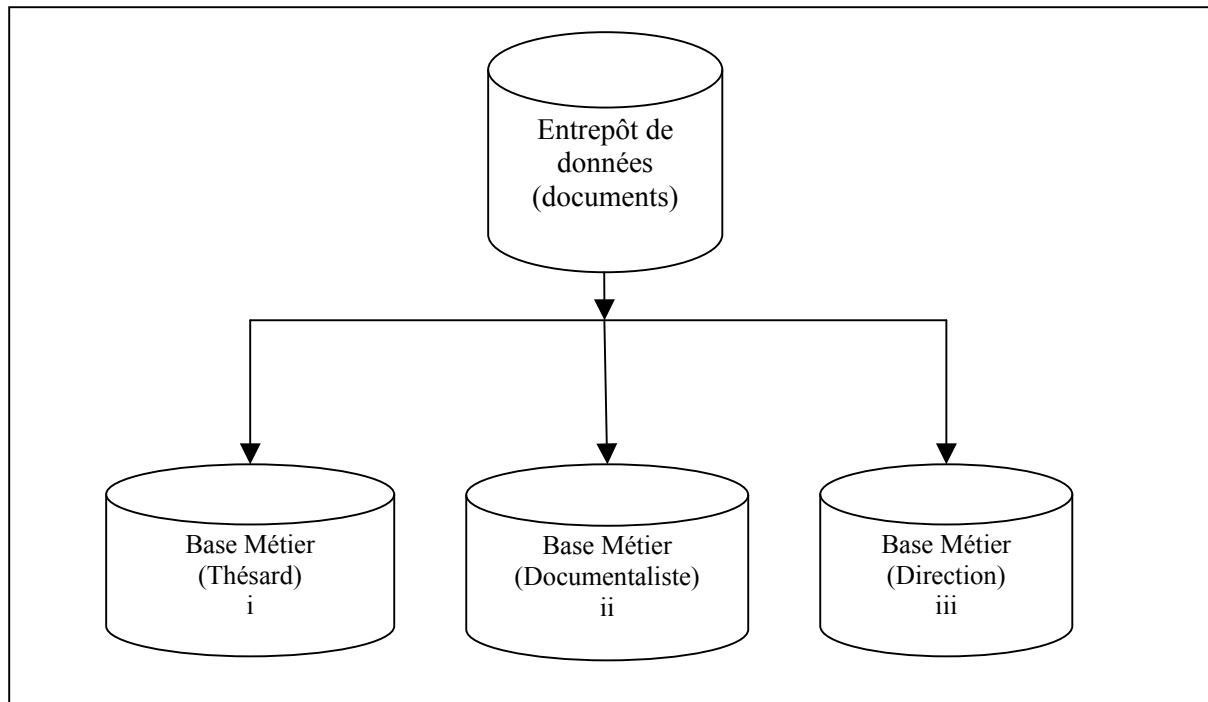 Entrepôt de
données
(documents)
Base Métier
(Thésard)
i
Base Métier
(Documentaliste)
ii
Base Métier
(Direction)
iii